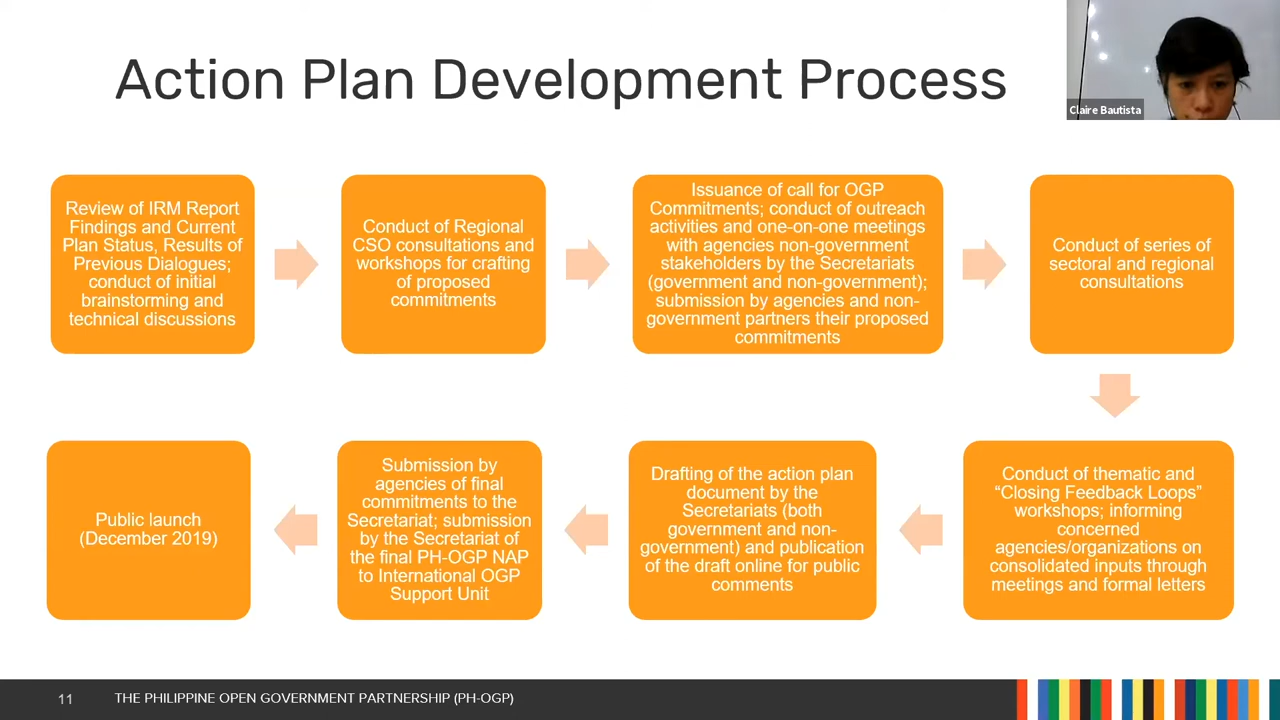 Action Plan Development Process
Claire Bautista
Review of IRM Report
Findings and Current
Plan Status, Results of
Previous Dialogues;
conduct of initial
brainstorming and
technical discussions
Conduct of Regional
CSO consultations and
workshops for crafting
of proposed
commitments
Issuance of call for OGP
Commitments; conduct of outreach
activities and one-on-one meetings
with agencies non-government
stakeholders by the Secretariats
(government and non-government);
submission by agencies and non-
government partners their proposed
commitments
Conduct of series of
sectoral and regional
consultations
Conduct of thematic and
“Closing Feedback Loops”
workshops; informing
concerned
agencies/organizations on
consolidated inputs through
meetings and formal letters
Drafting of the action plan
document by the
Secretariats (both
government and non-
government) and publication
of the draft online for public
comments
Submission by
agencies of final
commitments to the
Secretariat; submission
by the Secretariat of
the final PH-OGP NAP
to International OGP
Support Unit
Public launch
(December 2019)
11
THE PHILIPPINE OPEN GOVERNMENT PARTNERSHIP (PH-OGP)